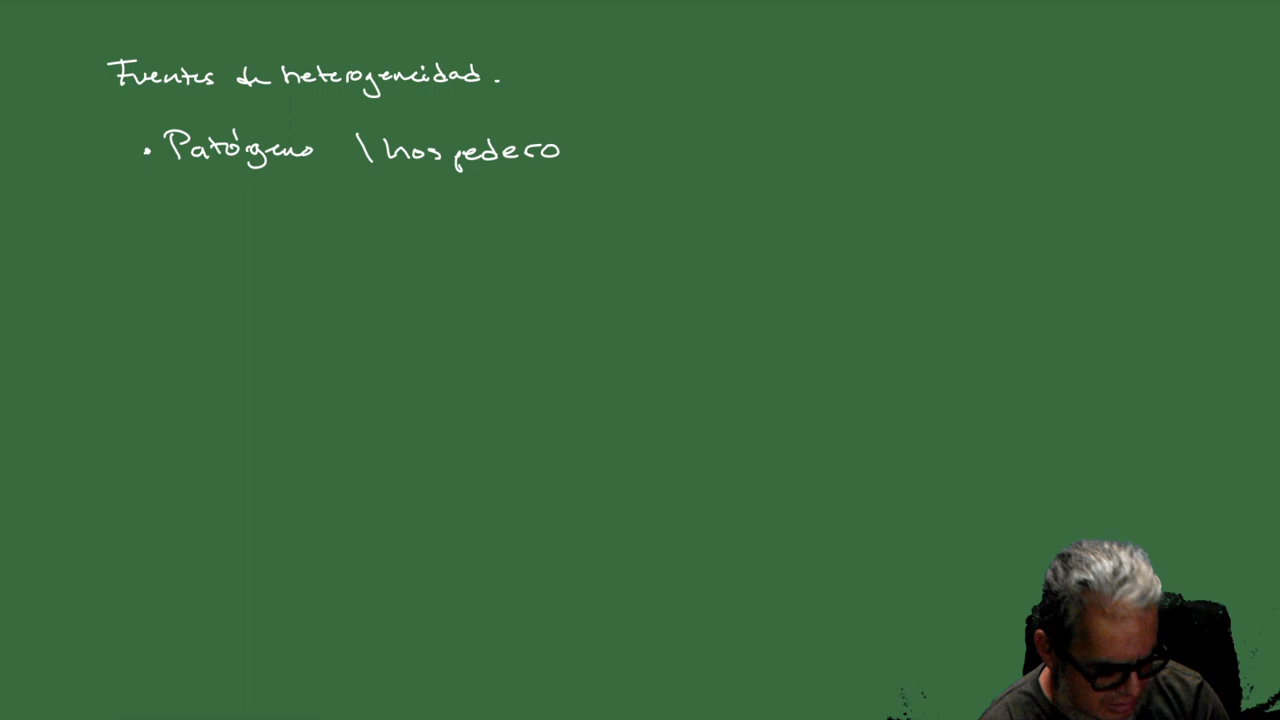 Fuentes de heterogeneidad.
• Patógeno \ hospedero